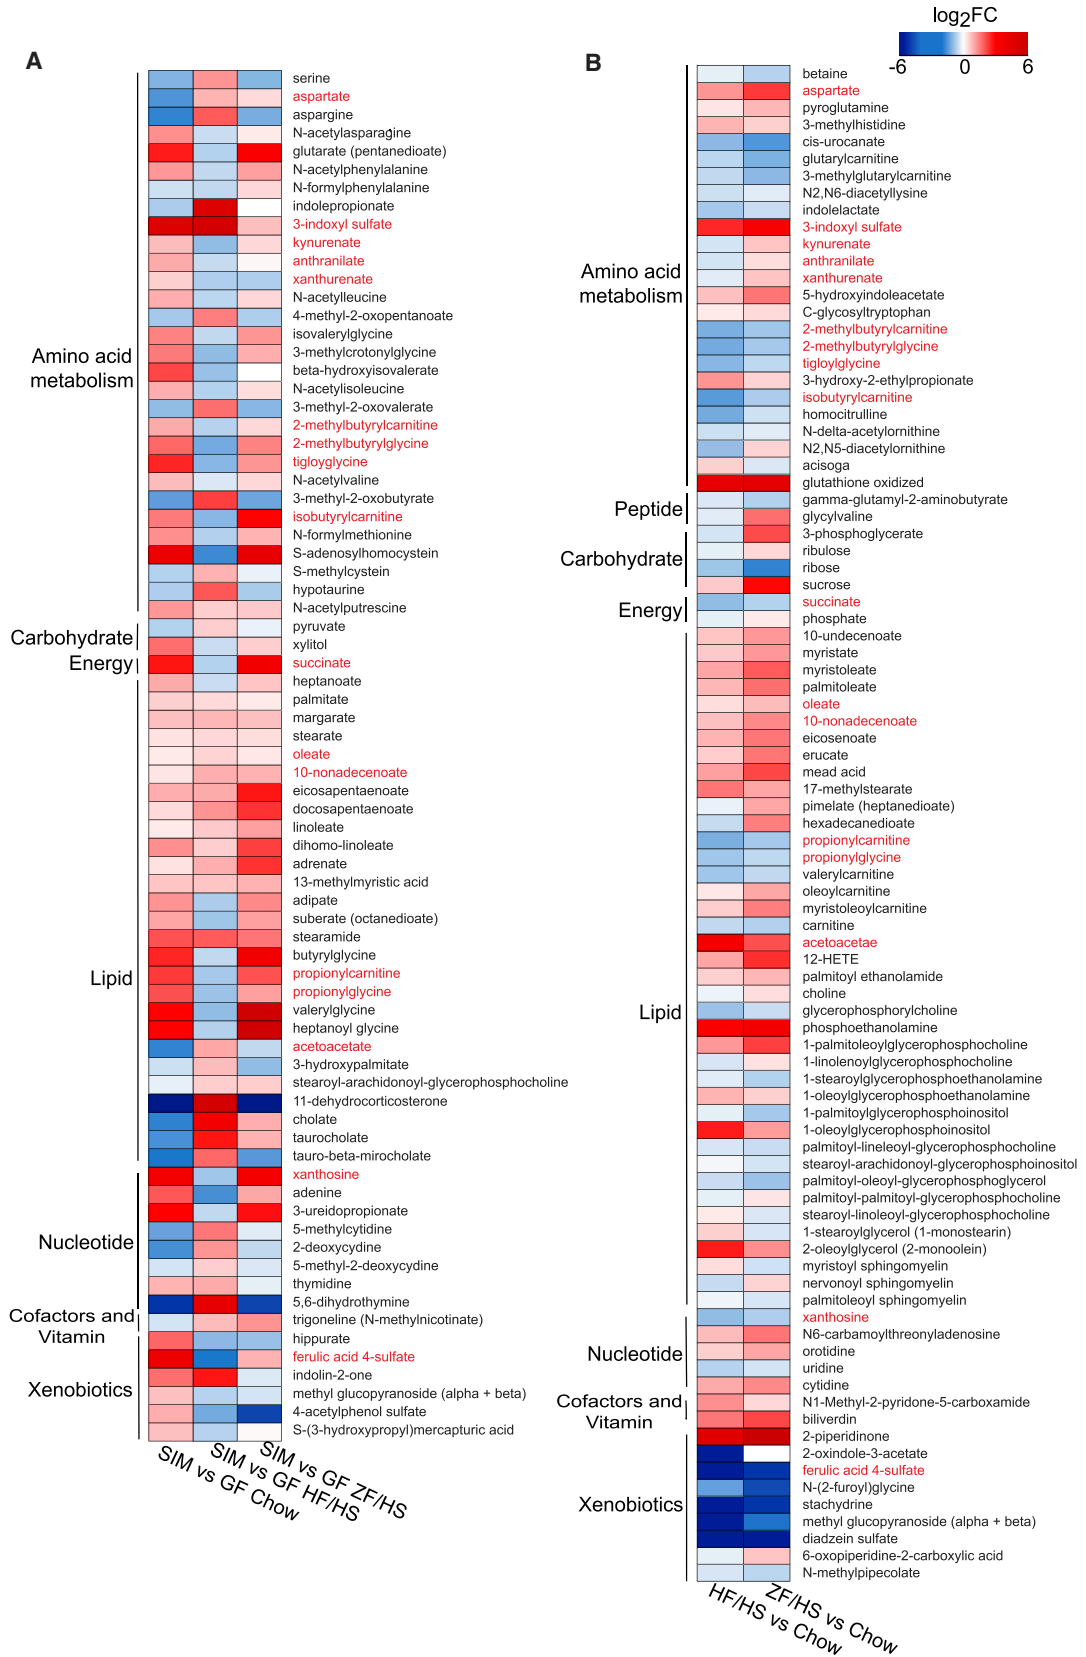 log2FC
-6 0 6
A
serine
aspartate
aspargine
N-acetylasparagine
glutarate (pentanedioate)
N-acetylphenylalanine
N-formylphenylalanine
indolepropionate
3-indoxyl sulfate
kynurenate
anthranilate
xanthurenate
N-acetylleucine
4-methyl-2-oxopentanoate
isovalerylglycine
3-methylcrotonylglycine
beta-hydroxyisovalerate
N-acetylisoleucine
3-methyl-2-oxovalerate
2-methylbutyrylcarnitine
2-methylbutyrylglycine
tigloyglycine
N-acetylvaline
3-methyl-2-oxobutyrate
isobutyrylcarnitine
N-formylmethionine
S-adenosylhomocystein
S-methylcystein
hypotaurine
N-acetylputrescine
pyruvate
xylitol
succinate
heptanoate
palmitate
margarate
stearate
oleate
10-nonadecenoate
eicosapentaenoate
docosapentaenoate
linoleate
dihomo-linoleate
adrenate
13-methylmyristic acid
adipate
suberate (octanedioate)
stearamide
butyrylglycine
propionylcarnitine
propionylglycine
valerylglycine
heptanoyl glycine
acetoacetate
3-hydroxypalmitate
stearoyl-arachidonoyl-glycerophosphocholine
11-dehydrocorticosterone
cholate
taurocholate
tauro-beta-mirocholate
xanthosine
adenine
3-ureidopropionate
5-methylcytidine
2-deoxycydine
5-methyl-2-deoxycydine
thymidine
5,6-dihydrothymine
trigoneline (N-methylnicotinate)
hippurate
ferulic acid 4-sulfate
indolin-2-one
methyl glucopyranoside (alpha + beta)
4-acetylphenol sulfate
S-(3-hydroxypropyl)mercapturic acid
Amino acid
metabolism
Carbohydrate
Energy
Lipid
Nucleotide
Cofactors and
Vitamin
Xenobiotics
SIM vs GF Chow
SIM vs GF HF/HS
SIM vs GF ZF/HS
B
betaine
aspartate
pyroglutamine
3-methylhistidine
cis-urocanate
glutarylcarnitine
3-methylglutarylcarnitine
N2,N6-diacetyllysine
indolelactate
3-indoxyl sulfate
kynurenate
anthranilate
xanthurenate
5-hydroxyindoleacetate
C-glycosyltryptophan
2-methylbutyrylcarnitine
2-methylbutyrylglycine
tigloylglycine
3-hydroxy-2-ethylpropionate
isobutyrylcarnitine
homocitrulline
N-delta-acetylornithine
N2,N5-diacetylornithine
acisoga
glutathione oxidized
gamma-glutamyl-2-aminobutyrate
glycylvaline
3-phosphoglycerate
ribulose
ribose
sucrose
succinate
phosphate
10-undecenoate
myristate
myristoleate
palmitoleate
oleate
10-nonadecenoate
eicosenoate
erucate
mead acid
17-methylstearate
pimelate (heptanedioate)
hexadecanedioate
propionylcarnitine
propionylglycine
valerylcarnitine
oleoylcarnitine
myristoleoylcarnitine
carnitine
acetoacetae
12-HETE
palmitoyl ethanolamide
choline
glycerophosphorylcholine
phosphoethanolamine
1-palmitoleoylglycerophosphocholine
1-linolenoylglycerophosphocholine
1-stearoylglycerophosphoethanolamine
1-oleoylglycerophosphoethanolamine
1-palmitoylglycerophosphoinositol
1-oleoylglycerophosphoinositol
palmitoyl-lineleoyl-glycerophosphocholine
stearoyl-arachidonoyl-glycerophosphoinositol
palmitoyl-oleoyl-glycerophosphoglycerol
palmitoyl-palmitoyl-glycerophosphocholine
stearoyl-linoleoyl-glycerophosphocholine
1-stearoylglycerol (1-monostearin)
2-oleoylglycerol (2-monoolein)
myristoyl sphingomyelin
nervonoyl sphingomyelin
palmitoleoyl sphingomyelin
xanthosine
N6-carbamoylthreonyladenosine
orotidine
uridine
cytidine
N1-Methyl-2-pyridone-5-carboxamide
biliverdin
2-piperidinone
2-oxindole-3-acetate
ferulic acid 4-sulfate
N-(2-furoyl)glycine
stachydrine
methyl glucopyranoside (alpha + beta)
diadzein sulfate
6-oxopiperidine-2-carboxylic acid
N-methylpipecolate
Amino acid
metabolism
Peptide
Carbohydrate
Energy
Lipid
Nucleotide
Cofactors and
Vitamin
Xenobiotics
HF/HS vs Chow
ZF/HS vs Chow